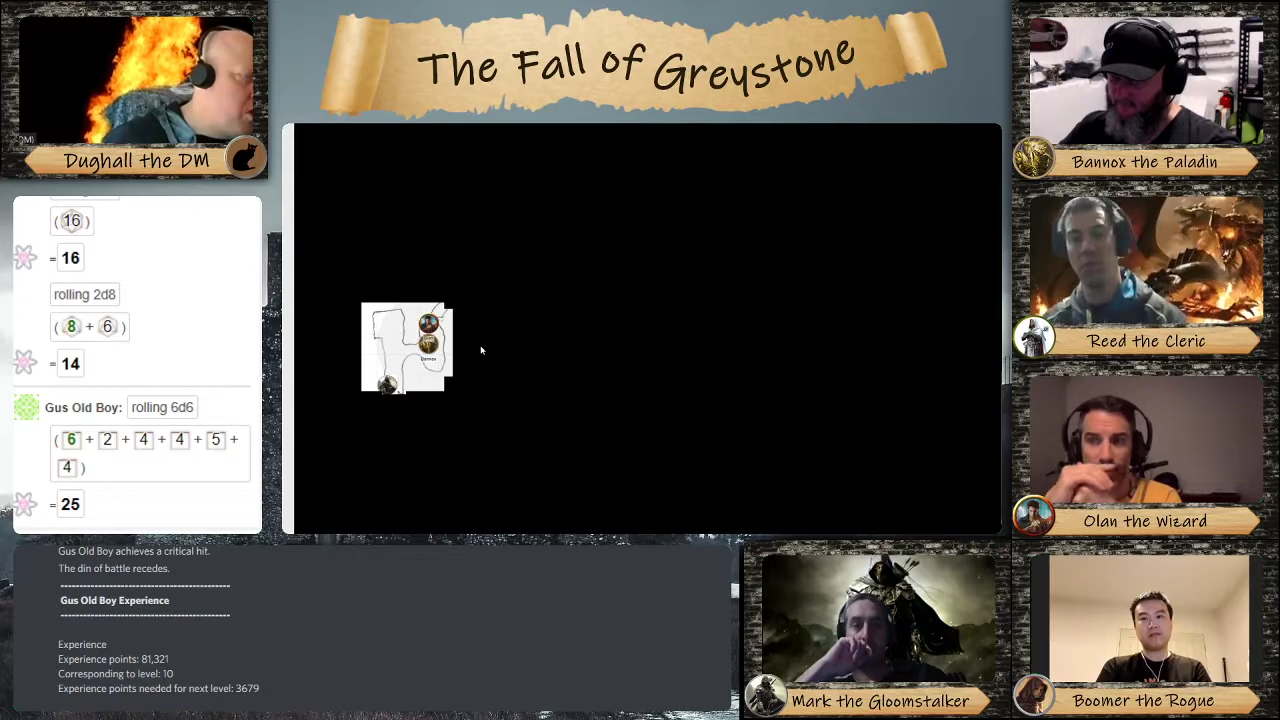 The Fall of Greystone
Dughall the DM
Bannox the Paladin
(16)
=16
rolling 2d8
(8 + 6)
=14
Gus Old Boy: rolling 6d6
(6 + 2 + 4 + 4 + 5 +
4)
=25
Bannox
Reed the Cleric
Olan the Wizard
Gus Old Boy achieves a critical hit.
The din of battle recedes.
----------------------------------------------
Gus Old Boy Experience
----------------------------------------------
Experience
Experience points: 81,321
Corresponding to level: 10
Experience points needed for next level: 3679
Mark the Gloomstalker
Boomer the Rogue